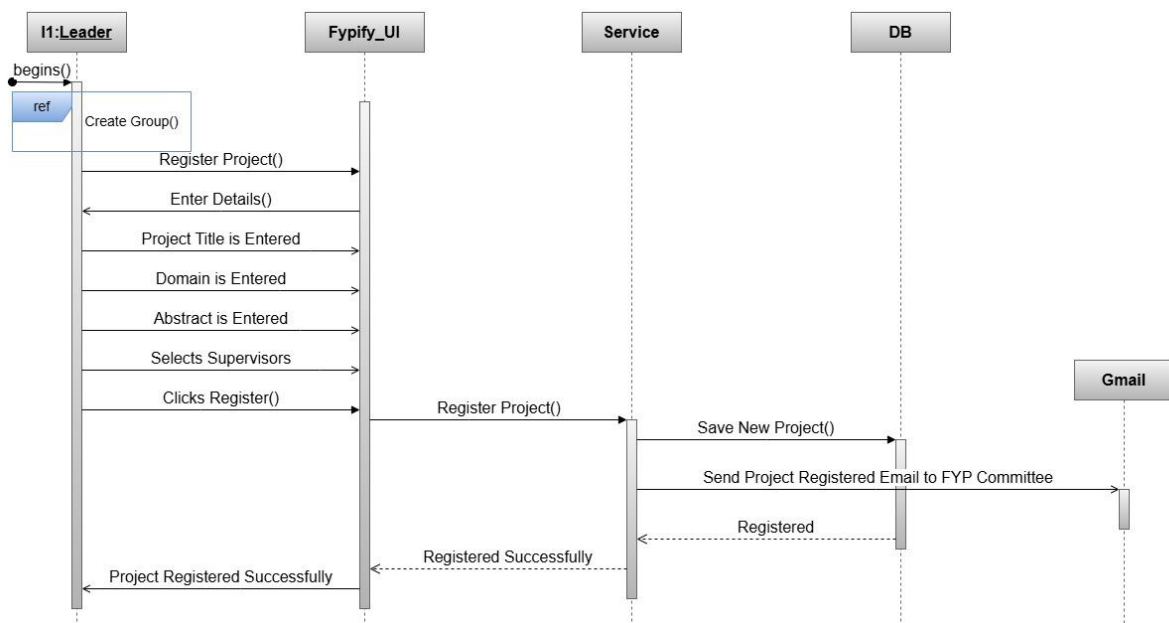 l1:Leader
Fypify_UI
Service
DB
begins()
ref
Create Group()
Register Project()
Enter Details()
Project Title is Entered
Domain is Entered
Abstract is Entered
Selects Supervisors
Gmail
Clicks Register()
Register Project()
Save New Project()
Send Project Registered Email to FYP Committee
Registered
Registered Successfully
Project Registered Successfully